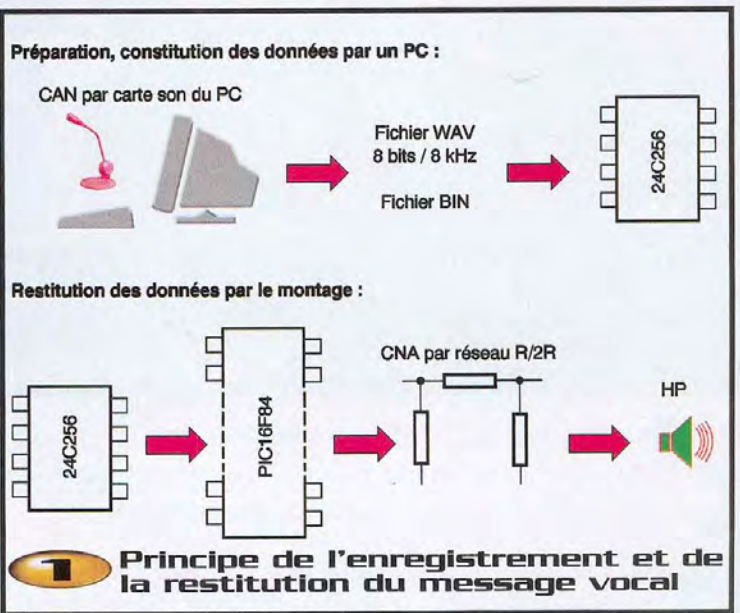 Préparation, constitution des données par un PC :
CAN par carte son du PC
Fichier WAV
8 bits / 8 kHz
Fichier BIN
24C256
Restitution des données par le montage :
24C256
PIC16F84
CNA par réseau R/2R
HP
1 Principe de l'enregistrement et de
la restitution du message vocal